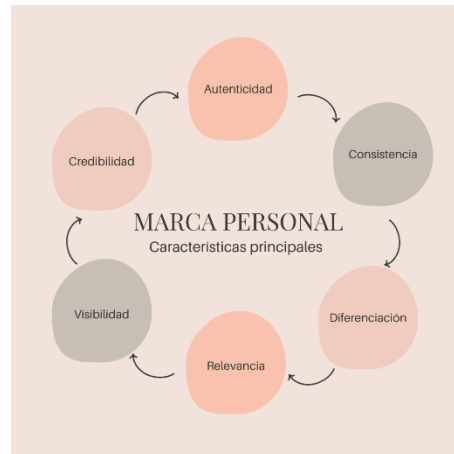 MARCA PERSONAL
Características principales
Autenticidad
Consistencia
Diferenciación
Relevancia
Visibilidad
Credibilidad